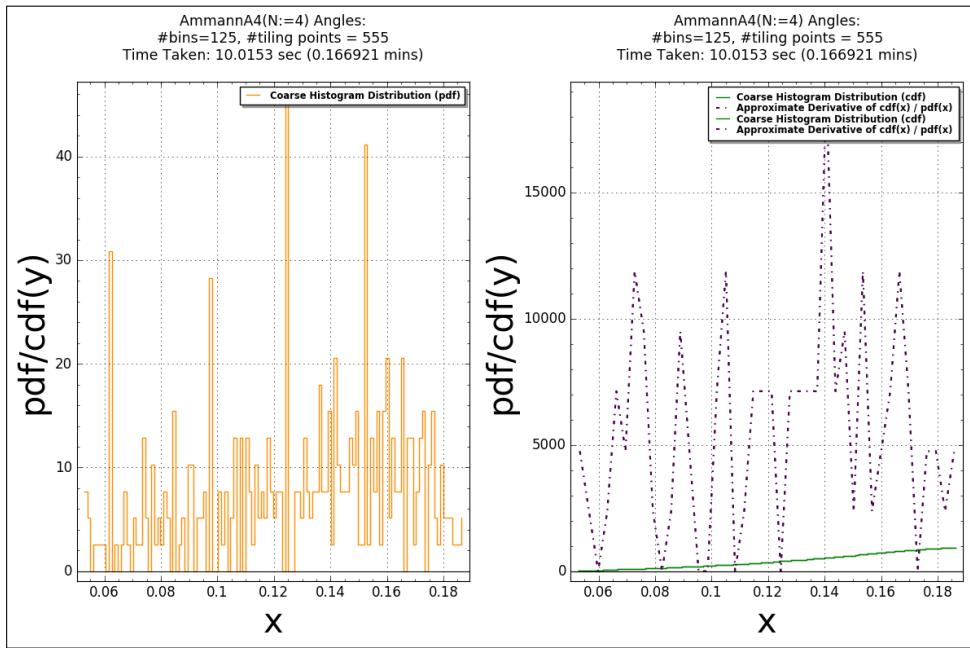 AmmannA4(N:=4) Angles:
#bins=125, #tiling points = 555
Time Taken: 10.0153 sec (0.166921 mins)
Coarse Histogram Distribution (pdf)
40
30
20
10
0
0.06
0.08
0.1
0.12
0.14
0.16
0.18
pdf/cdf(y)
x
AmmannA4(N:=4) Angles:
#bins=125, #tiling points = 555
Time Taken: 10.0153 sec (0.166921 mins)
Coarse Histogram Distribution (cdf)
Approximate Derivative of cdf(x) / pdf(x)
Coarse Histogram Distribution (cdf)
Approximate Derivative of cdf(x) / pdf(x)
15000
10000
5000
0
0.06
0.08
0.1
0.12
0.14
0.16
0.18
pdf/cdf(y)
x